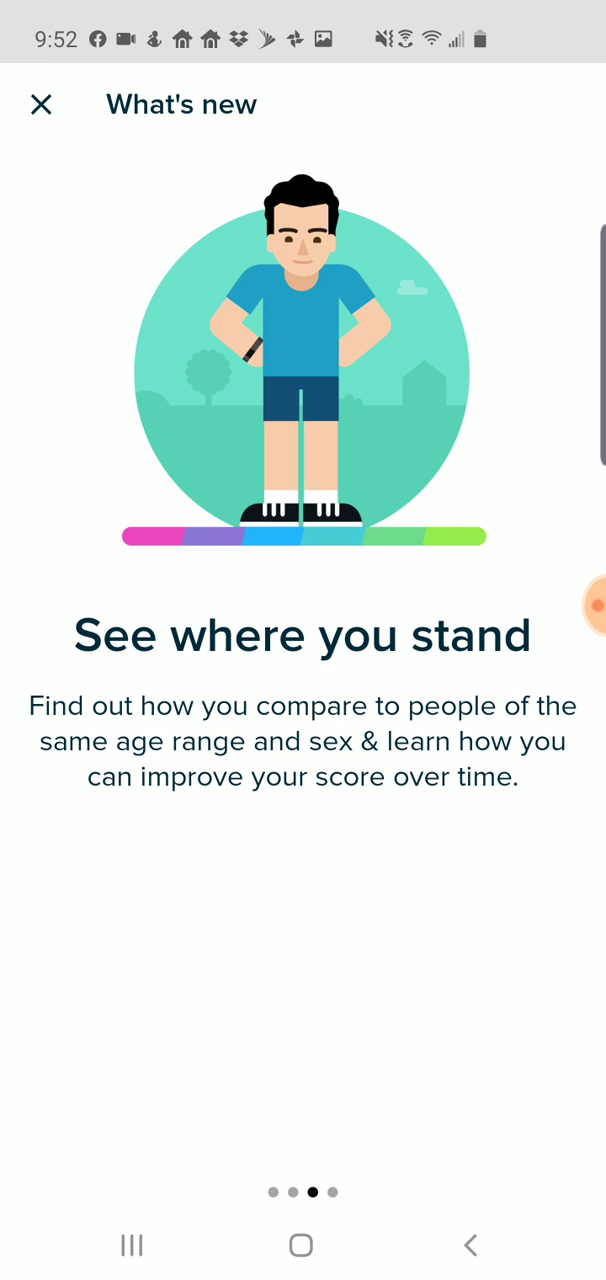 9:52
What's new
See where you stand
Find out how you compare to people of the
same age range and sex & learn how you
can improve your score over time.